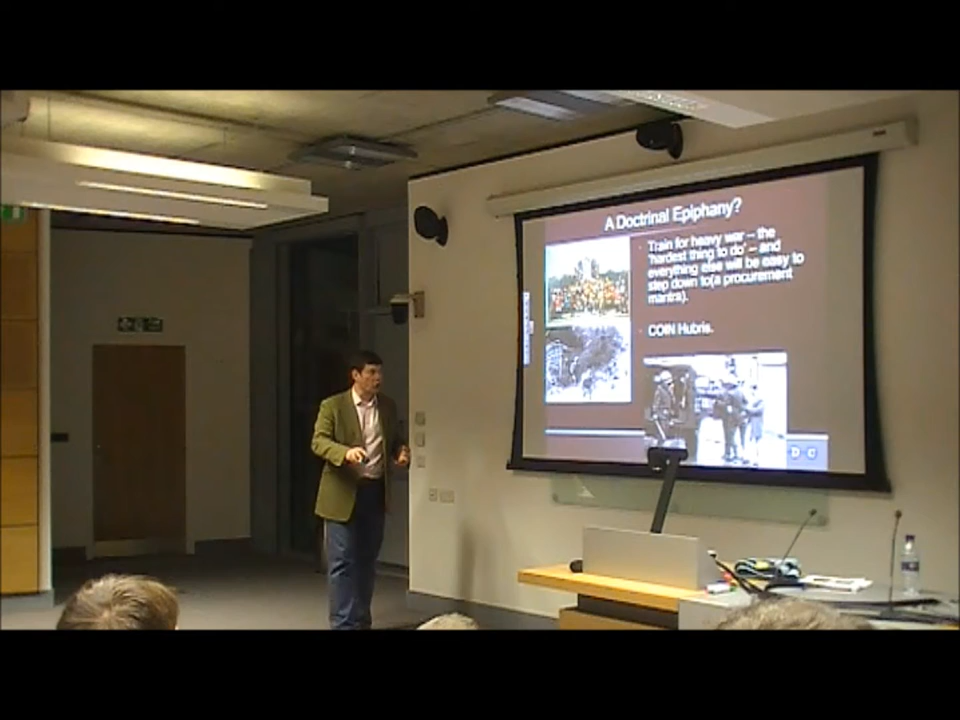 A Doctrinal Epiphany?
Train for heavy war – the
'hardest thing to do' – and
everything else will be easy to
step down to(a procurement
mantra).
COIN Hubris.
D C